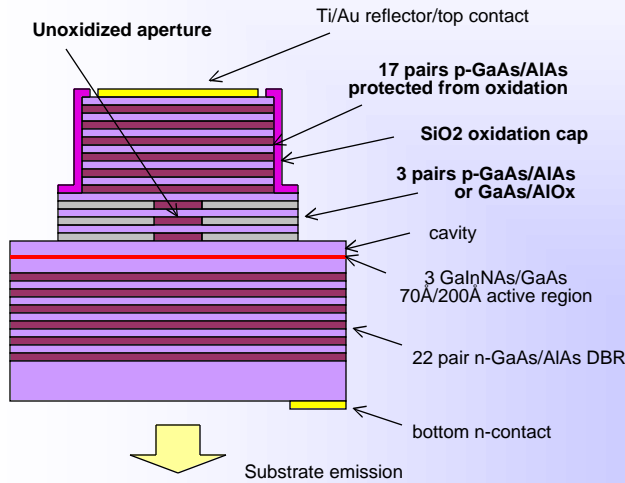 Ti/Au reflector/top contact
Unoxidized aperture
17 pairs p-GaAs/AlAs
protected from oxidation
SiO2 oxidation cap
3 pairs p-GaAs/AlAs
or GaAs/AlOx
cavity
3 GaInNAs/GaAs
70Å/200Å active region
22 pair n-GaAs/AlAs DBR
bottom n-contact
Substrate emission